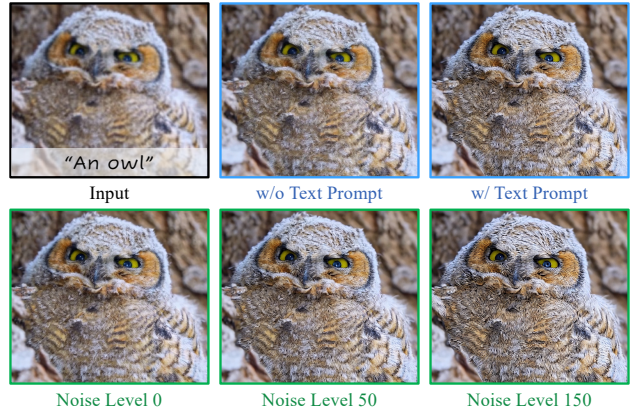 "An owl"
Input
w/o Text Prompt
w/ Text Prompt
Noise Level 0
Noise Level 50
Noise Level 150